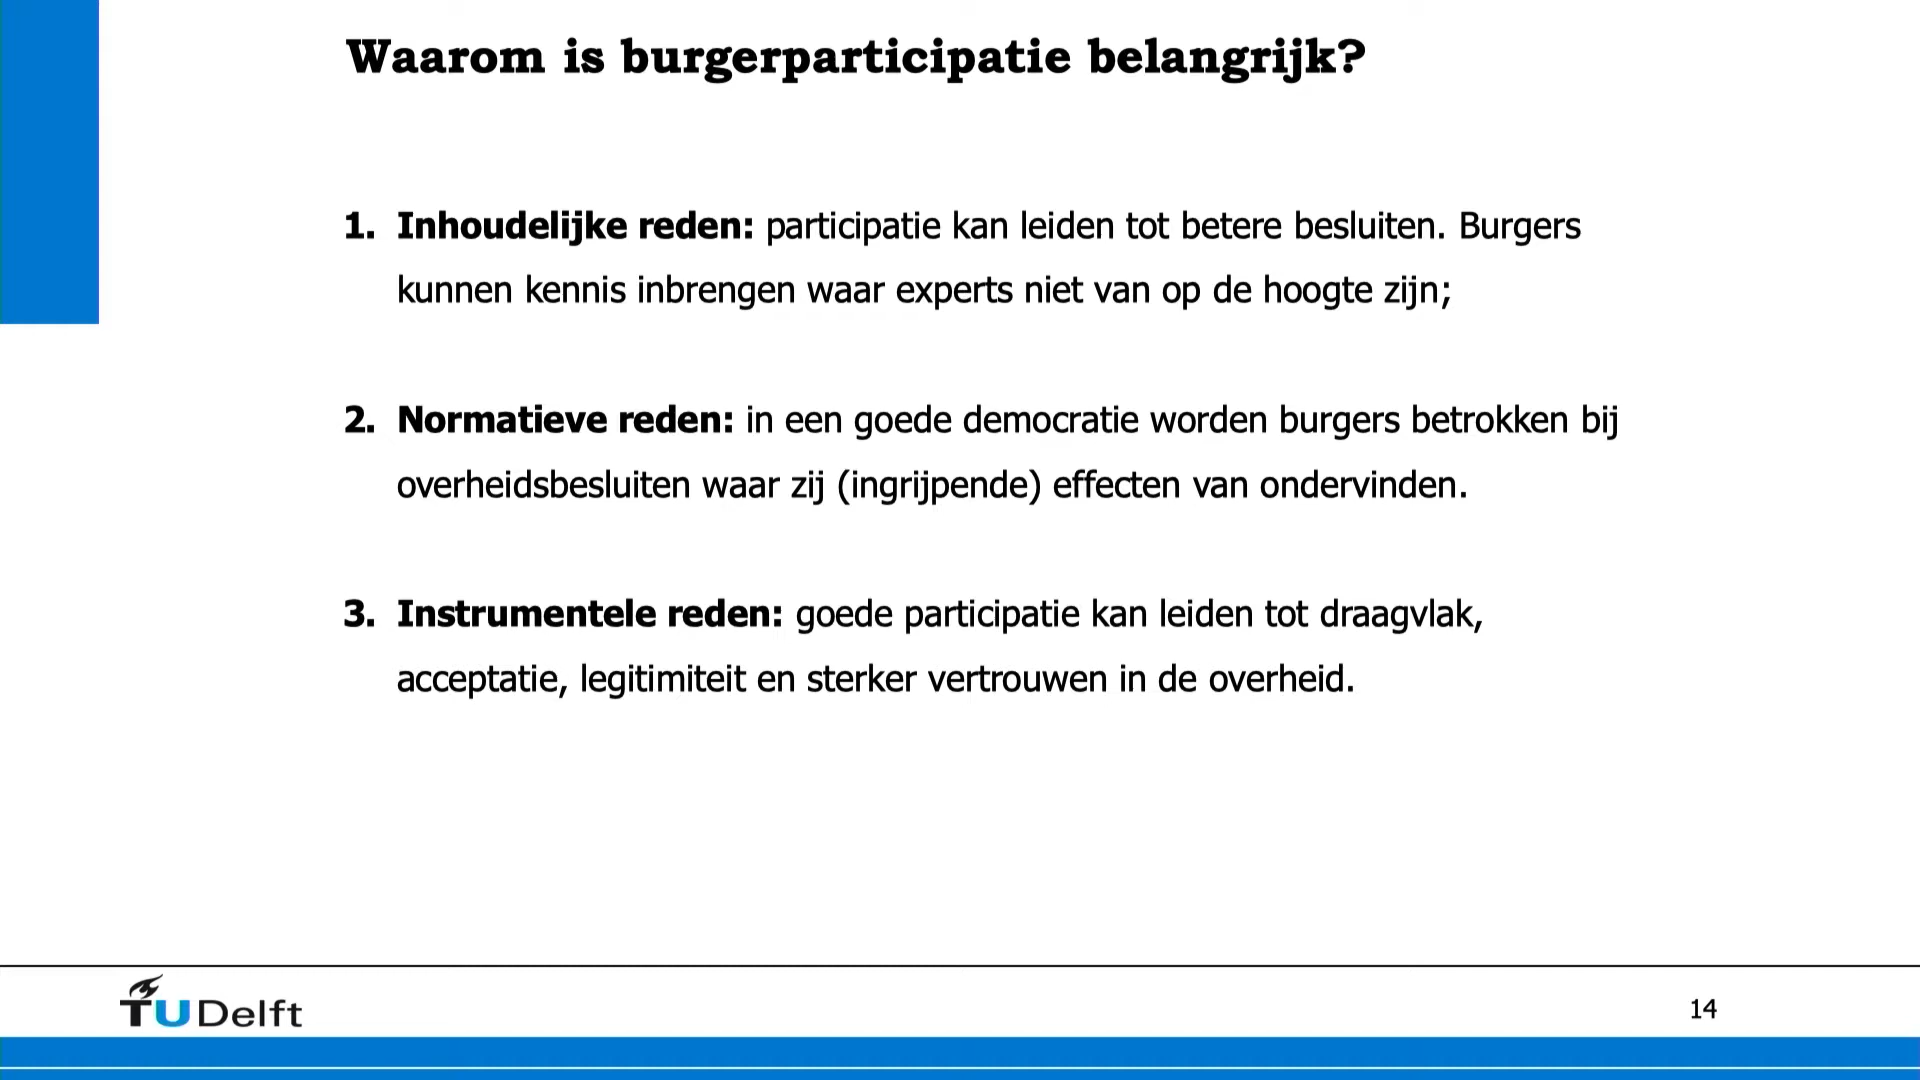 Waarom is burgerparticipatie belangrijk?
1. Inhoudelijke reden: participatie kan leiden tot betere besluiten. Burgers
kunnen kennis inbrengen waar experts niet van op de hoogte zijn;
2. Normatieve reden: in een goede democratie worden burgers betrokken bij
overheidsbesluiten waar zij (ingrijpende) effecten van ondervinden.
3. Instrumentele reden: goede participatie kan leiden tot draagvlak,
acceptatie, legitimiteit en sterker vertrouwen in de overheid.
TU Delft
14